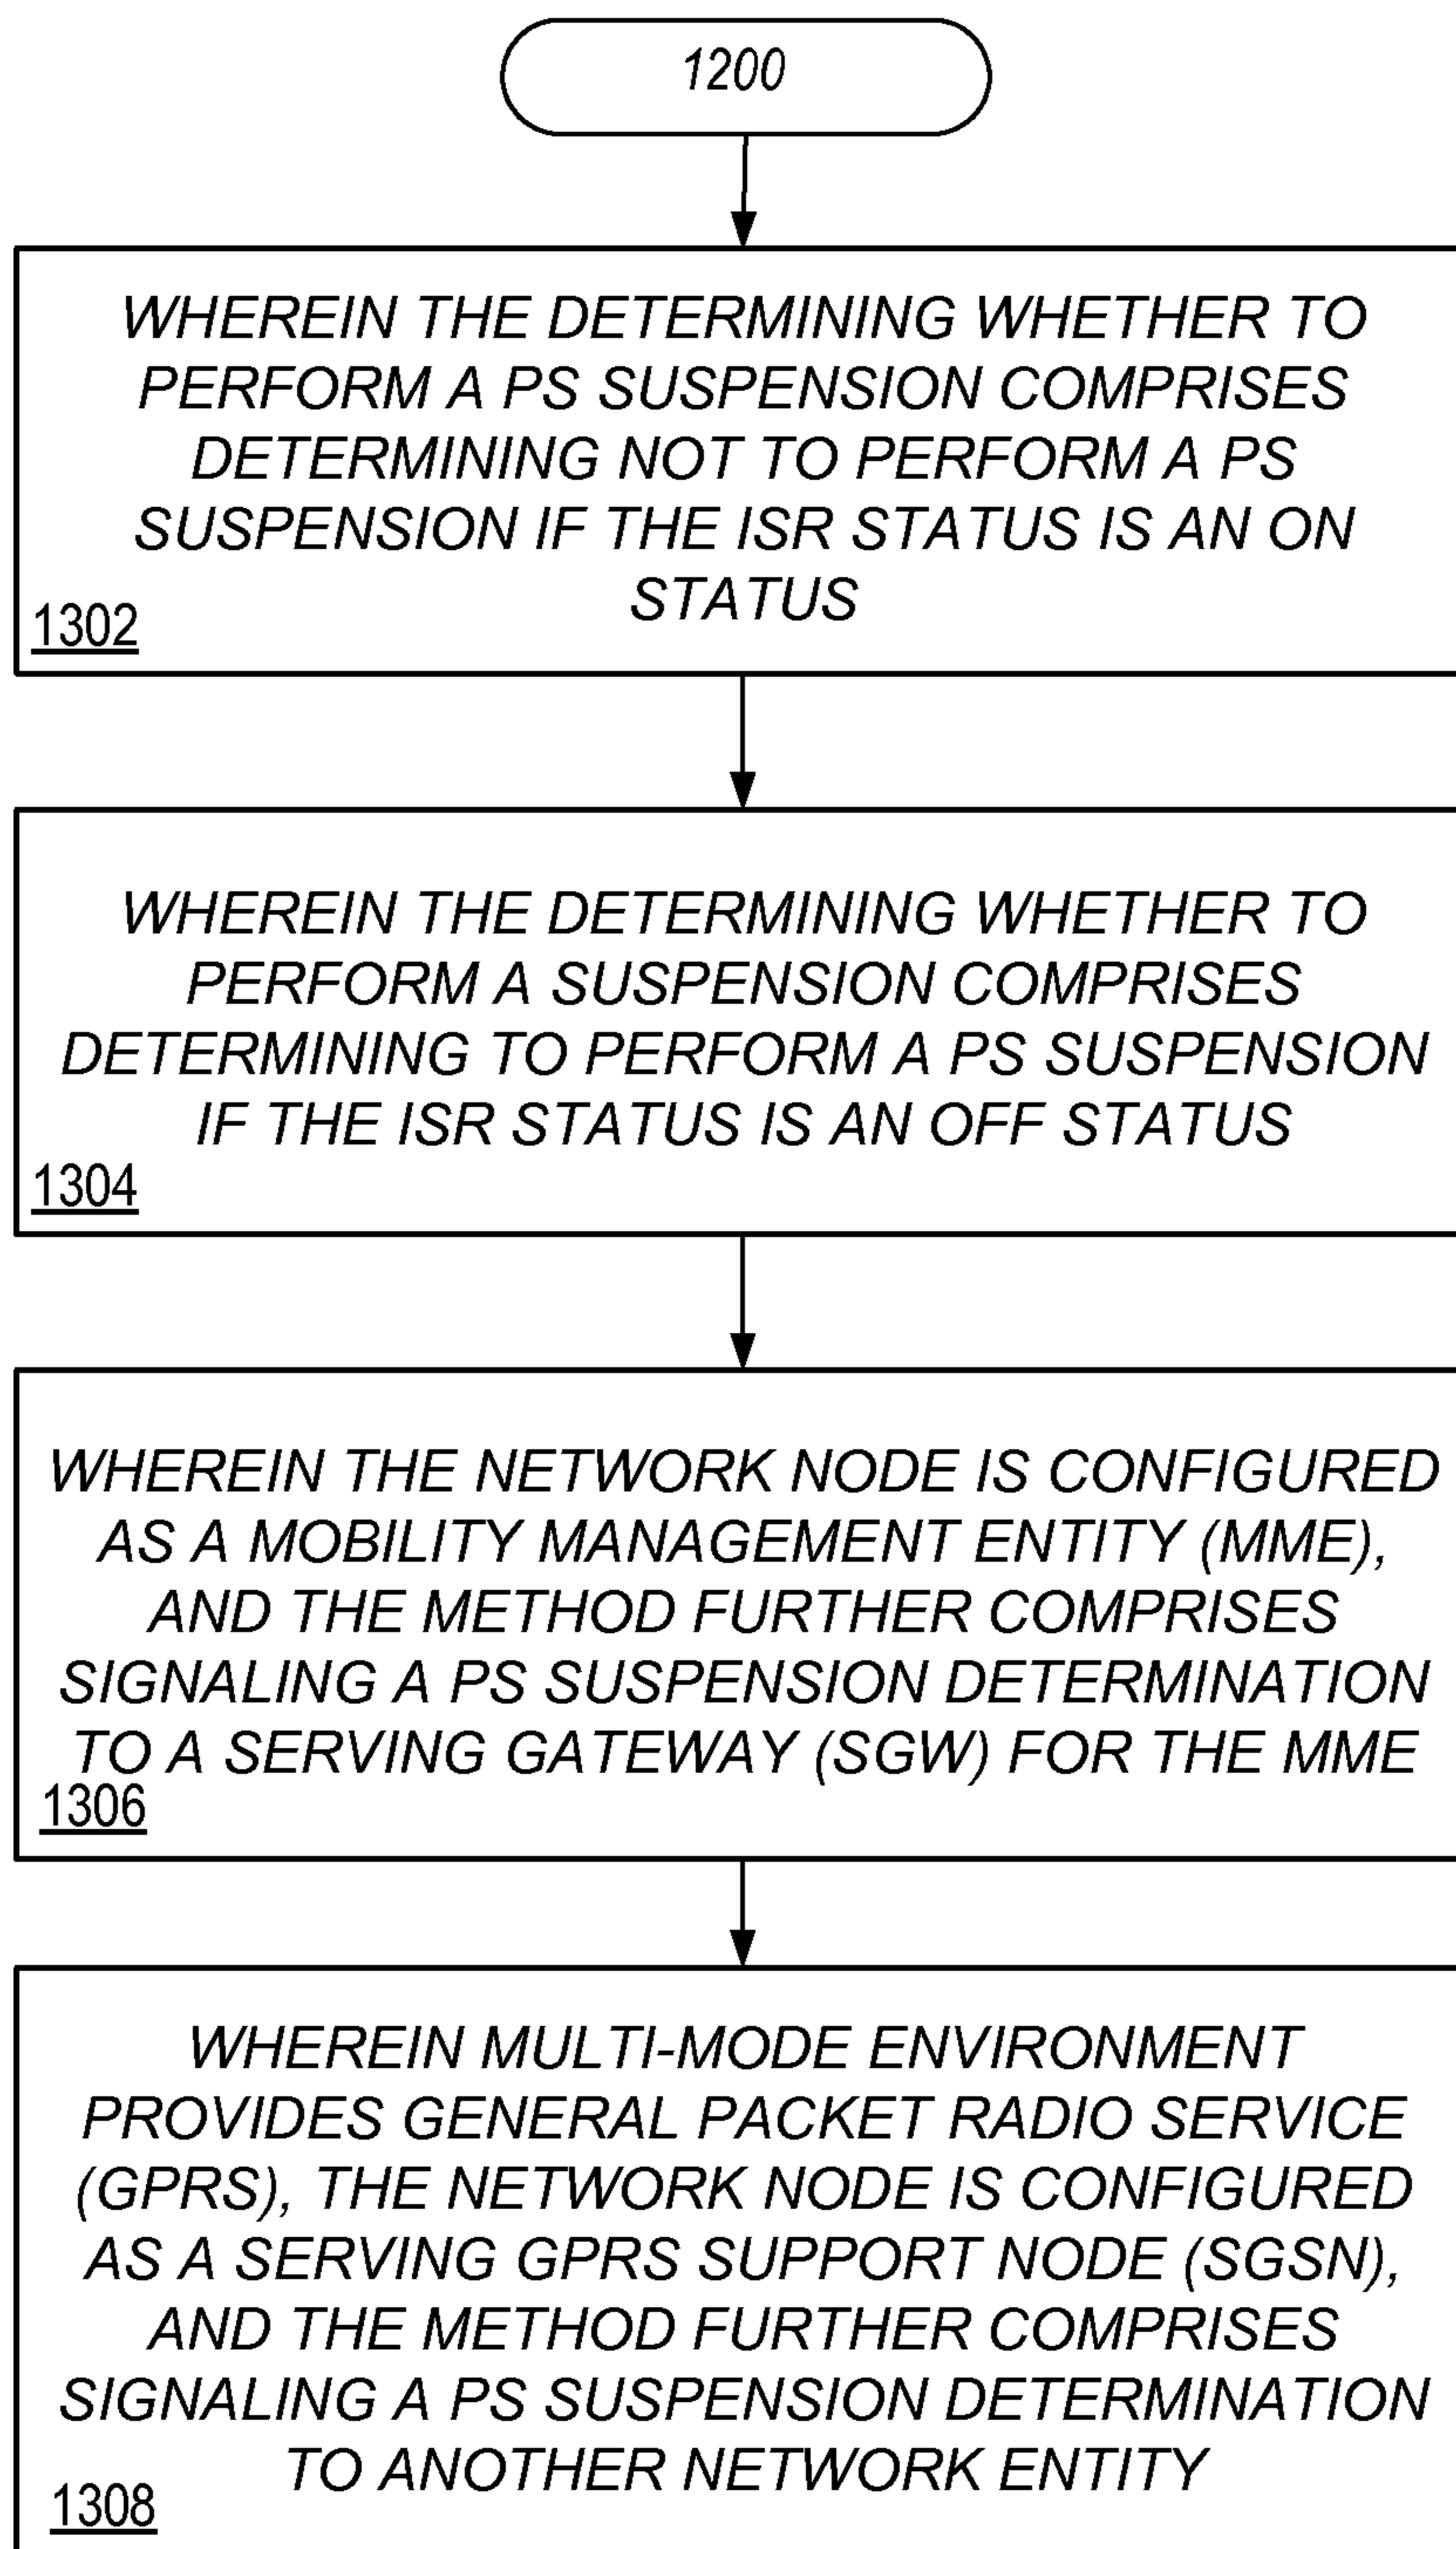 1200
WHEREIN THE DETERMINING WHETHER TO
PERFORM A PS SUSPENSION COMPRISES
DETERMINING NOT TO PERFORM A PS
SUSPENSION IF THE ISR STATUS IS AN ON
STATUS
1302
WHEREIN THE DETERMINING WHETHER TO
PERFORM A SUSPENSION COMPRISES
DETERMINING TO PERFORM A PS SUSPENSION
IF THE ISR STATUS IS AN OFF STATUS
1304
WHEREIN THE NETWORK NODE IS CONFIGURED
AS A MOBILITY MANAGEMENT ENTITY (MME),
AND THE METHOD FURTHER COMPRISES
SIGNALING A PS SUSPENSION DETERMINATION
TO A SERVING GATEWAY (SGW) FOR THE MME
1306
WHEREIN MULTI-MODE ENVIRONMENT
PROVIDES GENERAL PACKET RADIO SERVICE
(GPRS), THE NETWORK NODE IS CONFIGURED
AS A SERVING GPRS SUPPORT NODE (SGSN),
AND THE METHOD FURTHER COMPRISES
SIGNALING A PS SUSPENSION DETERMINATION
TO ANOTHER NETWORK ENTITY
1308